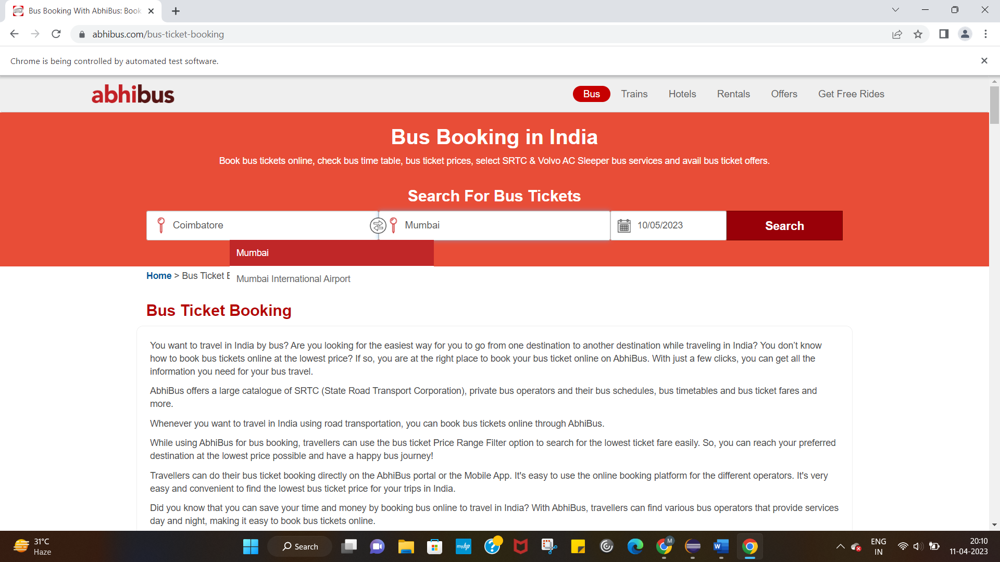 Bus Booking With AbhiBus: Book
abhibus.com/bus-ticket-booking
Chrome is being controlled by automated test software.
abhibus
Bus Trains Hotels Rentals Offers Get Free Rides
Bus Booking in India
Book bus tickets online, check bus time table, bus ticket prices, select SRTC & Volvo AC Sleeper bus services and avail bus ticket offers.
Search For Bus Tickets
Coimbatore Mumbai 10/05/2023 Search
Mumbai
Home > Bus Ticket B
Mumbai International Airport
Bus Ticket Booking
You want to travel in India by bus? Are you looking for the easiest way for you to go from one destination to another destination while traveling in India? You don’t know
how to book bus tickets online at the lowest price? If so, you are at the right place to book your bus ticket online on AbhiBus. With just a few clicks, you can get all the
information you need for your bus travel.
AbhiBus offers a large catalogue of SRTC (State Road Transport Corporation), private bus operators and their bus schedules, bus timetables and bus ticket fares and
more.
Whenever you want to travel in India using road transportation, you can book bus tickets online through AbhiBus.
While using AbhiBus for bus booking, travellers can use the bus ticket Price Range Filter option to search for the lowest ticket fare easily. So, you can reach your preferred
destination at the lowest price possible and have a happy bus journey!
Travellers can do their bus ticket booking directly on the AbhiBus portal or the Mobile App. It's easy to use the online booking platform for the different operators. It's very
easy and convenient to find the lowest bus ticket price for your trips in India.
Did you know that you can save your time and money by booking bus online to travel in India? With AbhiBus, travellers can find various bus operators that provide services
day and night, making it easy to book bus tickets online.
31°C
Haze
Search
myhp
M
W
ENG
IN
20:10
11-04-2023